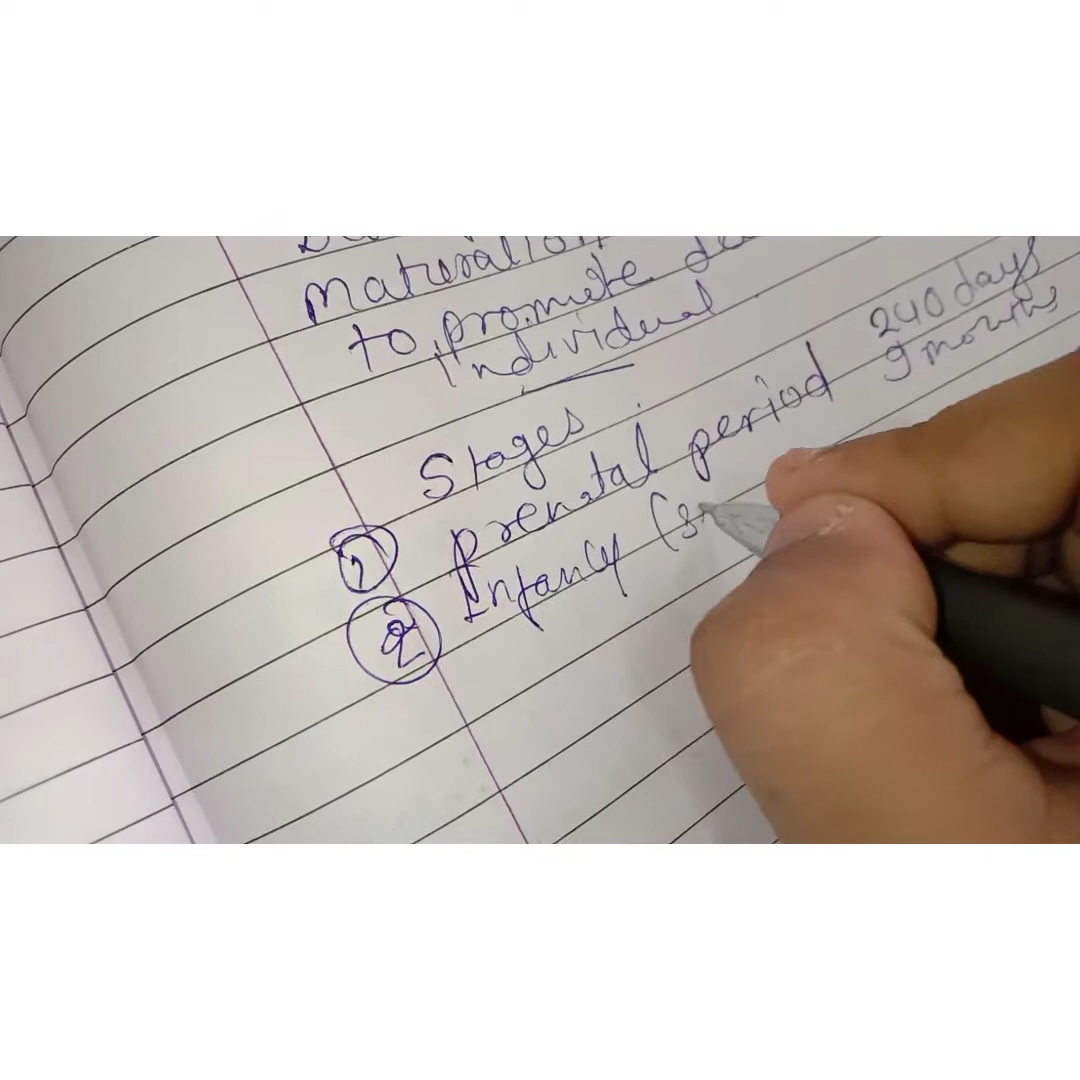 maturation
to promote
individual
Stages
① prenatal period 240 days
9 months
② Infancy (